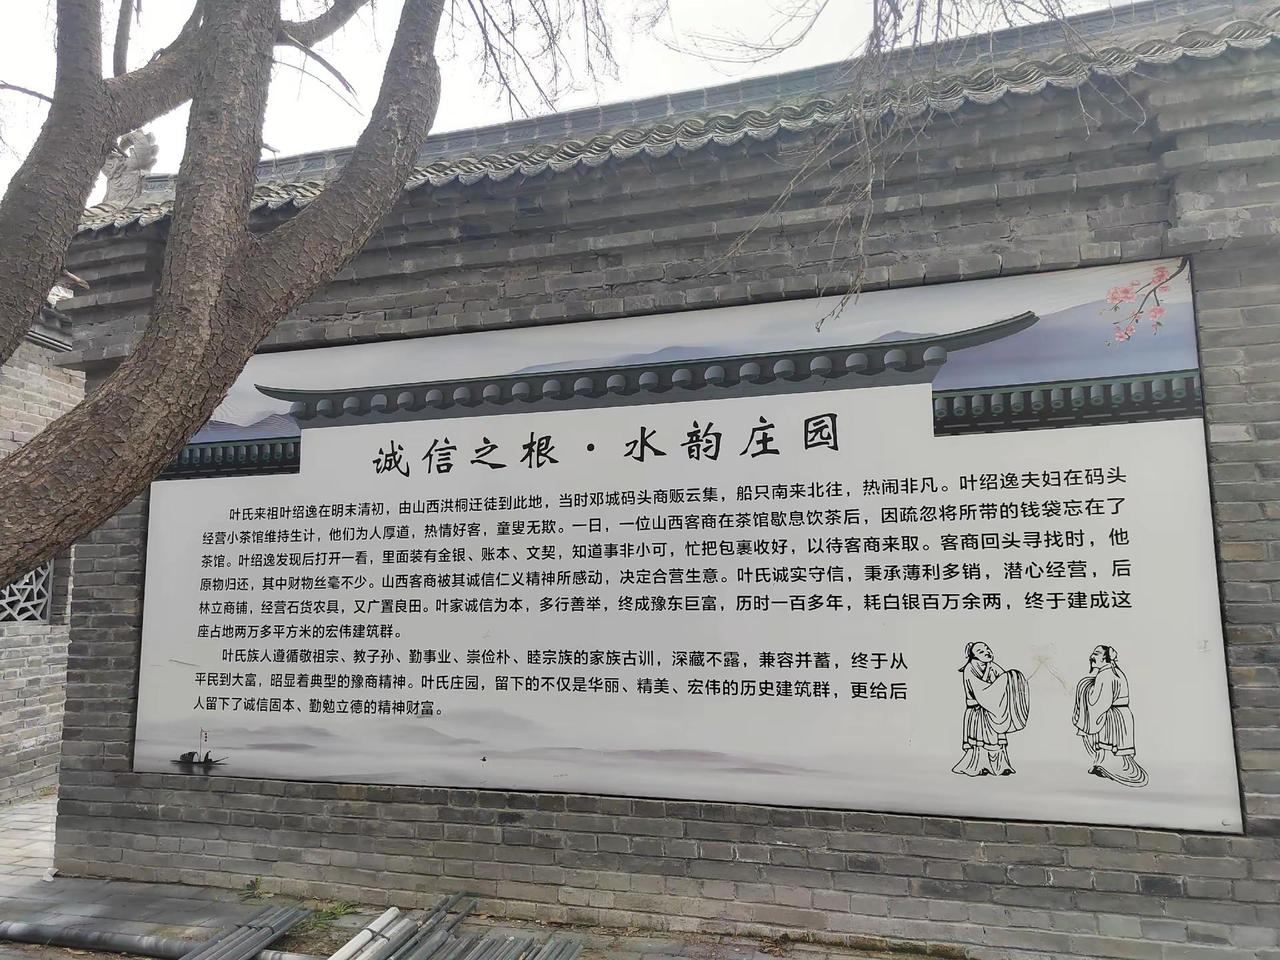 诚信之根·水韵庄园
叶氏来祖叶绍逸在明末清初，由山西洪桐迁徒到此地，当时邓城码头商贩云集，船只南来北往，热闹非凡。叶绍逸夫妇在码头
经营小茶馆维持生计，他们为人厚道，热情好客，童叟无欺。一日，一位山西客商在茶馆歇息饮茶后，因疏忽将所带的钱袋忘在了
茶馆。叶绍逸发现后打开一看，里面装有金银、账本、文契，知道事非小可，忙把包裹收好，以待客商来取。客商回头寻找时，他
原物归还，其中财物丝毫不少。山西客商被其诚信仁义精神所感动，决定合营生意。叶氏诚实守信，秉承薄利多销，潜心经营，后
林立商铺，经营石货农具，又广置良田。叶家诚信为本，多行善举，终成豫东巨富，历时一百多年，耗白银百万余两，终于建成这
座占地两万多平方米的宏伟建筑群。
叶氏族人遵循敬祖宗、教子孙、勤事业、崇俭朴、睦宗族的家族古训，深藏不露，兼容并蓄，终于从
平民到大富，昭显着典型的豫商精神。叶氏庄园，留下的不仅是华丽、精美、宏伟的历史建筑群，更给后
人留下了诚信固本、勤勉立德的精神财富。